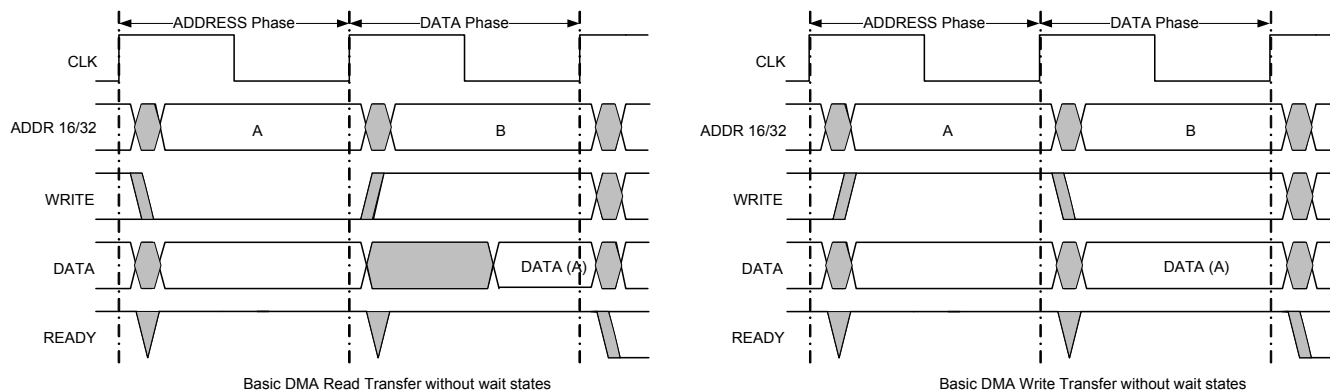 ADDRESS Phase DATA Phase
CLK
ADDR 16/32 A B
WRITE
DATA DATA (A)
READY
Basic DMA Read Transfer without wait states
ADDRESS Phase DATA Phase
CLK
ADDR 16/32 A B
WRITE
DATA DATA (A)
READY
Basic DMA Write Transfer without wait states